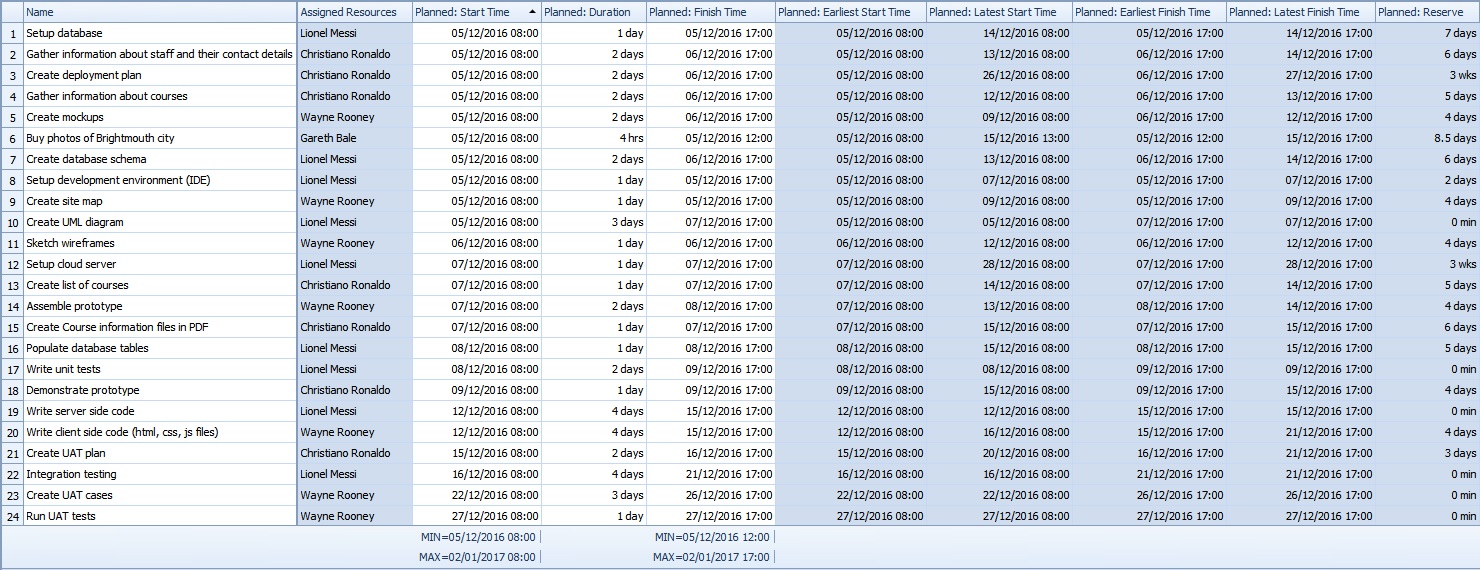 Name Assigned Resources Planned: Start Time Planned: Duration Planned: Finish Time Planned: Earliest Start Time Planned: Latest Start Time Planned: Earliest Finish Time Planned: Latest Finish Time Planned: Reserve
1 Setup database Lionel Messi 05/12/2016 08:00 1 day 05/12/2016 17:00 05/12/2016 08:00 14/12/2016 08:00 05/12/2016 17:00 14/12/2016 17:00 7 days
2 Gather information about staff and their contact details Christiano Ronaldo 05/12/2016 08:00 2 days 06/12/2016 17:00 05/12/2016 08:00 13/12/2016 08:00 06/12/2016 17:00 14/12/2016 17:00 6 days
3 Create deployment plan Christiano Ronaldo 05/12/2016 08:00 2 days 06/12/2016 17:00 05/12/2016 08:00 26/12/2016 08:00 06/12/2016 17:00 27/12/2016 17:00 3 wks
4 Gather information about courses Christiano Ronaldo 05/12/2016 08:00 2 days 06/12/2016 17:00 05/12/2016 08:00 12/12/2016 08:00 06/12/2016 17:00 13/12/2016 17:00 5 days
5 Create mockups Wayne Rooney 05/12/2016 08:00 2 days 06/12/2016 17:00 05/12/2016 08:00 09/12/2016 08:00 06/12/2016 17:00 12/12/2016 17:00 4 days
6 Buy photos of Brightmouth city Gareth Bale 05/12/2016 08:00 4 hrs 05/12/2016 12:00 05/12/2016 08:00 15/12/2016 13:00 05/12/2016 12:00 15/12/2016 17:00 8.5 days
7 Create database schema Lionel Messi 05/12/2016 08:00 2 days 06/12/2016 17:00 05/12/2016 08:00 13/12/2016 08:00 06/12/2016 17:00 14/12/2016 17:00 6 days
8 Setup development environment (IDE) Lionel Messi 05/12/2016 08:00 1 day 05/12/2016 17:00 05/12/2016 08:00 07/12/2016 08:00 05/12/2016 17:00 07/12/2016 17:00 2 days
9 Create site map Wayne Rooney 05/12/2016 08:00 1 day 05/12/2016 17:00 05/12/2016 08:00 09/12/2016 08:00 05/12/2016 17:00 09/12/2016 17:00 4 days
10 Create UML diagram Lionel Messi 05/12/2016 08:00 3 days 07/12/2016 17:00 05/12/2016 08:00 05/12/2016 08:00 07/12/2016 17:00 07/12/2016 17:00 0 min
11 Sketch wireframes Wayne Rooney 06/12/2016 08:00 1 day 06/12/2016 17:00 06/12/2016 08:00 12/12/2016 08:00 06/12/2016 17:00 12/12/2016 17:00 4 days
12 Setup cloud server Lionel Messi 07/12/2016 08:00 1 day 07/12/2016 17:00 07/12/2016 08:00 28/12/2016 08:00 07/12/2016 17:00 28/12/2016 17:00 3 wks
13 Create list of courses Christiano Ronaldo 07/12/2016 08:00 1 day 07/12/2016 17:00 07/12/2016 08:00 14/12/2016 08:00 07/12/2016 17:00 14/12/2016 17:00 5 days
14 Assemble prototype Wayne Rooney 07/12/2016 08:00 2 days 08/12/2016 17:00 07/12/2016 08:00 13/12/2016 08:00 08/12/2016 17:00 14/12/2016 17:00 4 days
15 Create Course information files in PDF Christiano Ronaldo 07/12/2016 08:00 1 day 07/12/2016 17:00 07/12/2016 08:00 15/12/2016 08:00 07/12/2016 17:00 15/12/2016 17:00 6 days
16 Populate database tables Lionel Messi 08/12/2016 08:00 1 day 08/12/2016 17:00 08/12/2016 08:00 15/12/2016 08:00 08/12/2016 17:00 15/12/2016 17:00 5 days
17 Write unit tests Lionel Messi 08/12/2016 08:00 2 days 09/12/2016 17:00 08/12/2016 08:00 08/12/2016 08:00 09/12/2016 17:00 09/12/2016 17:00 0 min
18 Demonstrate prototype Christiano Ronaldo 09/12/2016 08:00 1 day 09/12/2016 17:00 09/12/2016 08:00 15/12/2016 08:00 09/12/2016 17:00 15/12/2016 17:00 4 days
19 Write server side code Lionel Messi 12/12/2016 08:00 4 days 15/12/2016 17:00 12/12/2016 08:00 12/12/2016 08:00 15/12/2016 17:00 15/12/2016 17:00 0 min
20 Write client side code (html, css, js files) Wayne Rooney 12/12/2016 08:00 4 days 15/12/2016 17:00 12/12/2016 08:00 16/12/2016 08:00 15/12/2016 17:00 21/12/2016 17:00 4 days
21 Create UAT plan Christiano Ronaldo 15/12/2016 08:00 2 days 16/12/2016 17:00 15/12/2016 08:00 20/12/2016 08:00 16/12/2016 17:00 21/12/2016 17:00 3 days
22 Integration testing Lionel Messi 16/12/2016 08:00 4 days 21/12/2016 17:00 16/12/2016 08:00 16/12/2016 08:00 21/12/2016 17:00 21/12/2016 17:00 0 min
23 Create UAT cases Wayne Rooney 22/12/2016 08:00 3 days 26/12/2016 17:00 22/12/2016 08:00 22/12/2016 08:00 26/12/2016 17:00 26/12/2016 17:00 0 min
24 Run UAT tests Wayne Rooney 27/12/2016 08:00 1 day 27/12/2016 17:00 27/12/2016 08:00 27/12/2016 08:00 27/12/2016 17:00 27/12/2016 17:00 0 min
MIN=05/12/2016 08:00 MIN=05/12/2016 12:00
MAX=02/01/2017 08:00 MAX=02/01/2017 17:00